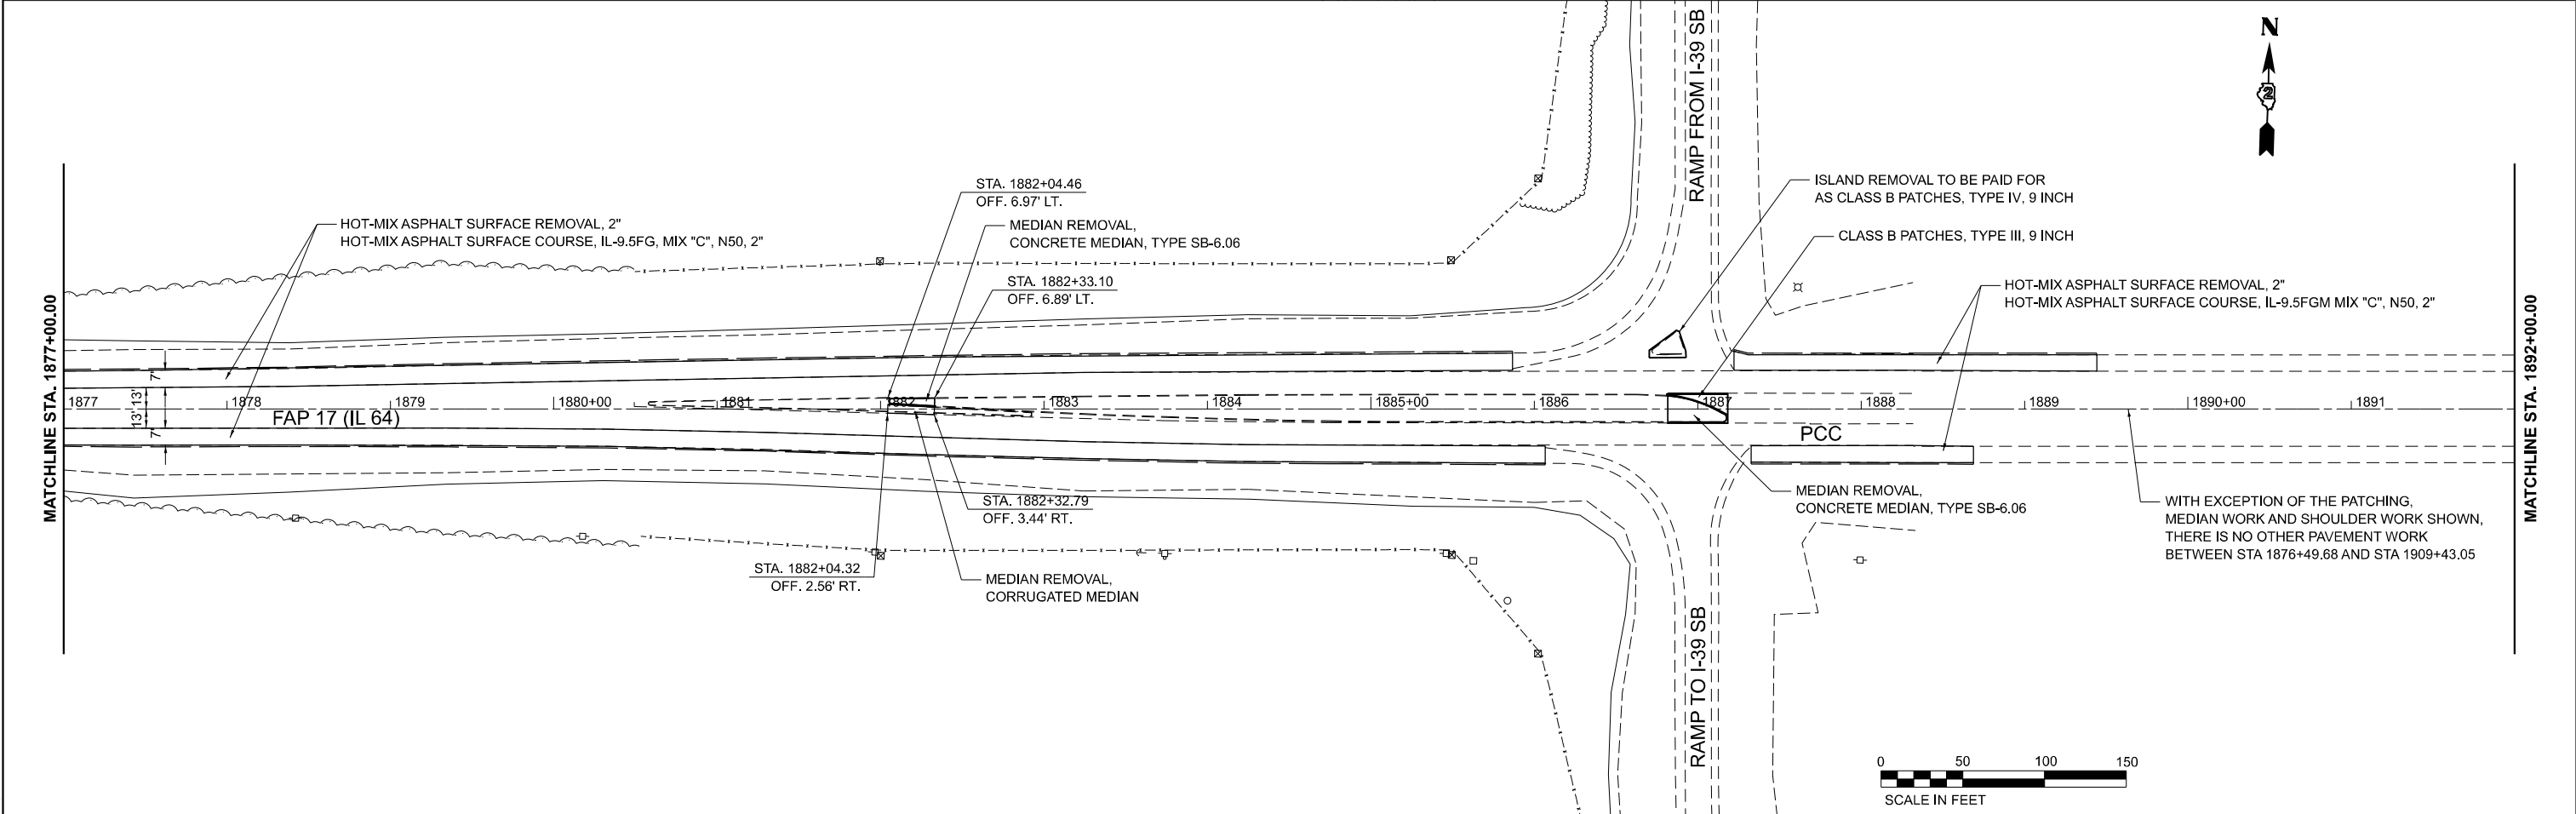 N
2
RAMP FROM I-39 SB
STA. 1882+04.46
OFF. 6.97' LT.
ISLAND REMOVAL TO BE PAID FOR
AS CLASS B PATCHES, TYPE IV, 9 INCH
HOT-MIX ASPHALT SURFACE REMOVAL, 2"
HOT-MIX ASPHALT SURFACE COURSE, IL-9.5FG, MIX "C", N50, 2"
MEDIAN REMOVAL,
CONCRETE MEDIAN, TYPE SB-6.06
CLASS B PATCHES, TYPE III, 9 INCH
STA. 1882+33.10
OFF. 6.89' LT.
HOT-MIX ASPHALT SURFACE REMOVAL, 2"
HOT-MIX ASPHALT SURFACE COURSE, IL-9.5FGM MIX "C", N50, 2"
MATCHLINE STA. 1877+00.00
MATCHLINE STA. 1892+00.00
7'
13' 13'
7'
1877 1878 1879 1880+00 1881 1882 1883 1884 1885+00 1886 1887 1888 1889 1890+00 1891
FAP 17 (IL 64)
PCC
STA. 1882+32.79
OFF. 3.44' RT.
MEDIAN REMOVAL,
CONCRETE MEDIAN, TYPE SB-6.06
WITH EXCEPTION OF THE PATCHING,
MEDIAN WORK AND SHOULDER WORK SHOWN,
THERE IS NO OTHER PAVEMENT WORK
BETWEEN STA 1876+49.68 AND STA 1909+43.05
STA. 1882+04.32
OFF. 2.56' RT.
MEDIAN REMOVAL,
CORRUGATED MEDIAN
RAMP TO I-39 SB
0 50 100 150
SCALE IN FEET